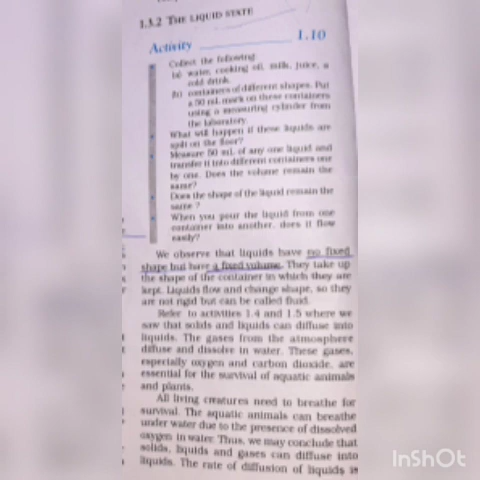 1.3.2 THE LIQUID STATE
Activity 1.10
Collect the following:
(a) water, cooking oil, milk, juice, a
cold drink.
(b) containers of different shapes. Put
a 50 mL mark on these containers
using a measuring cylinder from
the laboratory.
What will happen if these liquids are
spilt on the floor?
Measure 50 mL of any one liquid and
transfer it into different containers one
by one. Does the volume remain the
same?
Does the shape of the liquid remain the
same ?
When you pour the liquid from one
container into another, does it flow
easily?
We observe that liquids have no fixed
shape but have a fixed volume. They take up
the shape of the container in which they are
kept. Liquids flow and change shape, so they
are not rigid but can be called fluid.
Refer to activities 1.4 and 1.5 where we
saw that solids and liquids can diffuse into
liquids. The gases from the atmosphere
diffuse and dissolve in water. These gases,
especially oxygen and carbon dioxide, are
essential for the survival of aquatic animals
and plants.
All living creatures need to breathe for
survival. The aquatic animals can breathe
under water due to the presence of dissolved
oxygen in water. Thus, we may conclude that
solids, liquids and gases can diffuse into
liquids. The rate of diffusion of liquids is
InShOt